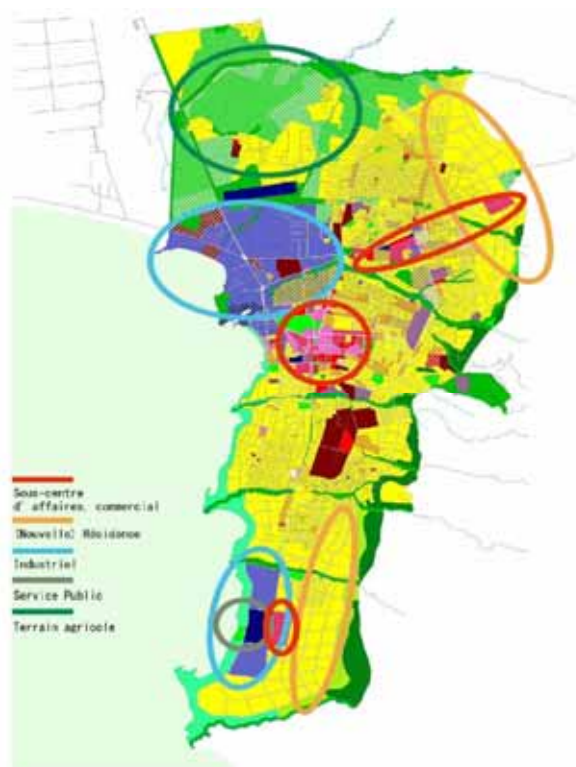 Sous-centre
d' affaires, commercial
(Nouvelle) Résidence
Industriel
Service Public
Terrain agricole